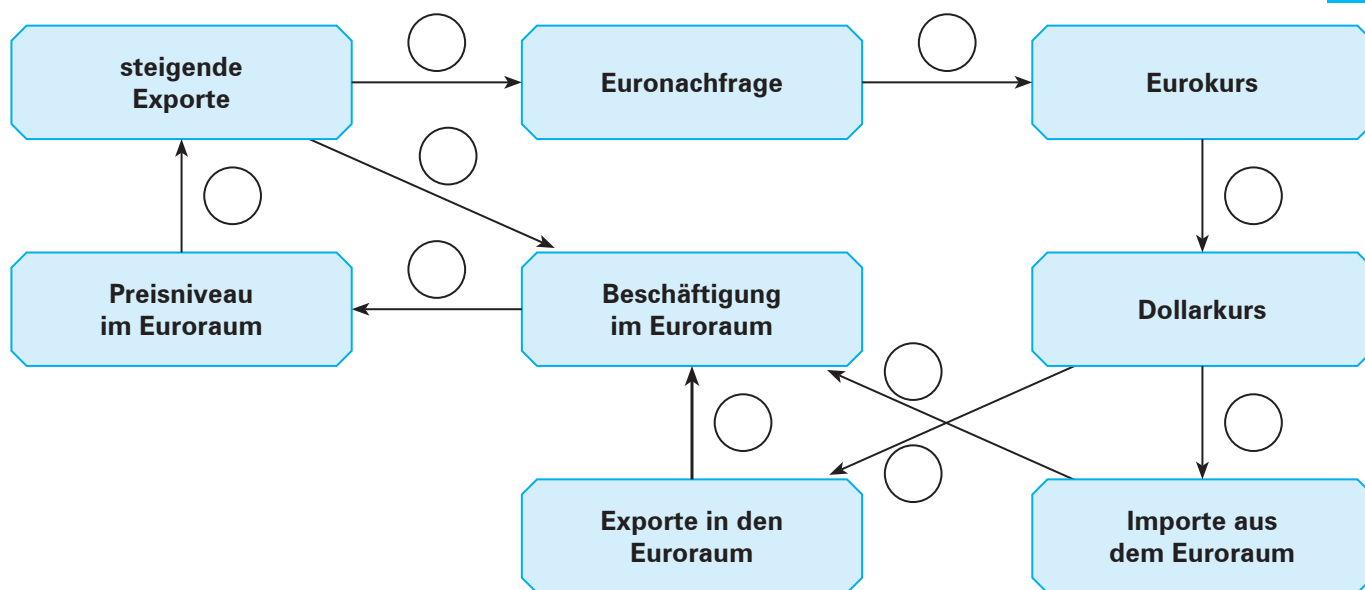 steigende
Exporte
Euronachfrage
Eurokurs
Preisniveau
im Euroraum
Beschäftigung
im Euroraum
Dollarkurs
Exporte in den
Euroraum
Importe aus
dem Euroraum